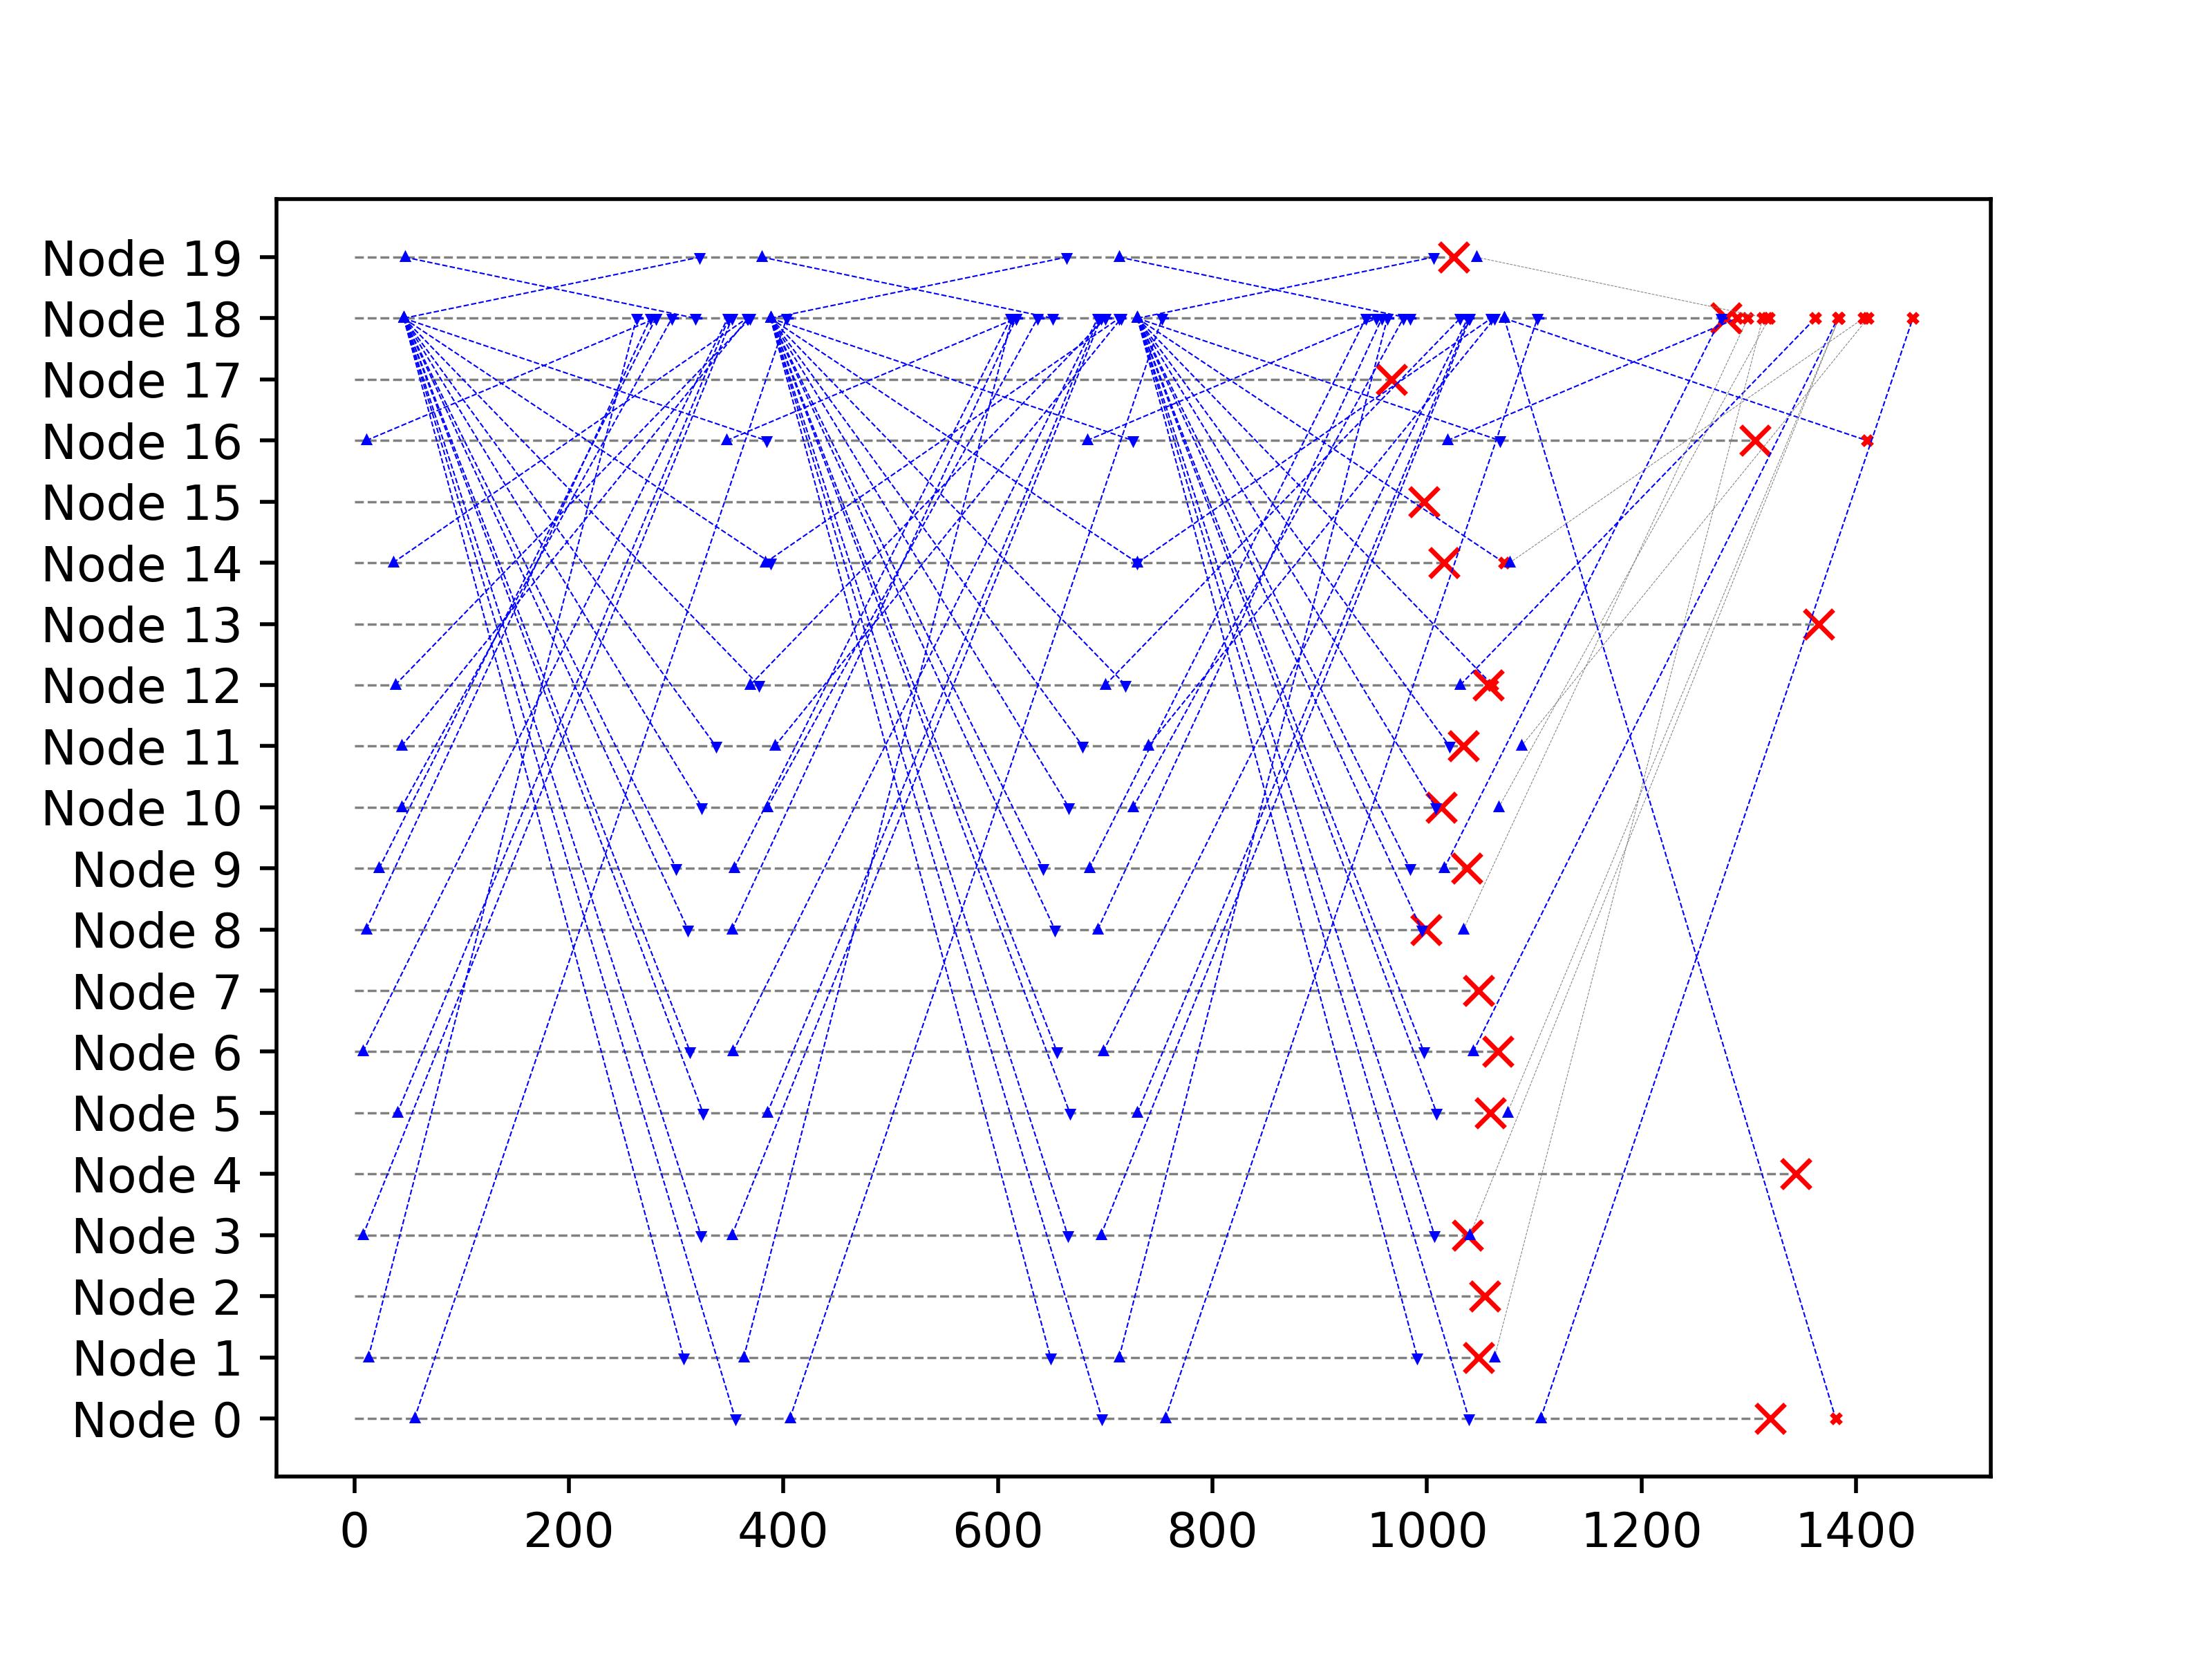 Node 19
Node 18
Node 17
Node 16
Node 15
Node 14
Node 13
Node 12
Node 11
Node 10
Node 9
Node 8
Node 7
Node 6
Node 5
Node 4
Node 3
Node 2
Node 1
Node 0
0 200 400 600 800 1000 1200 1400